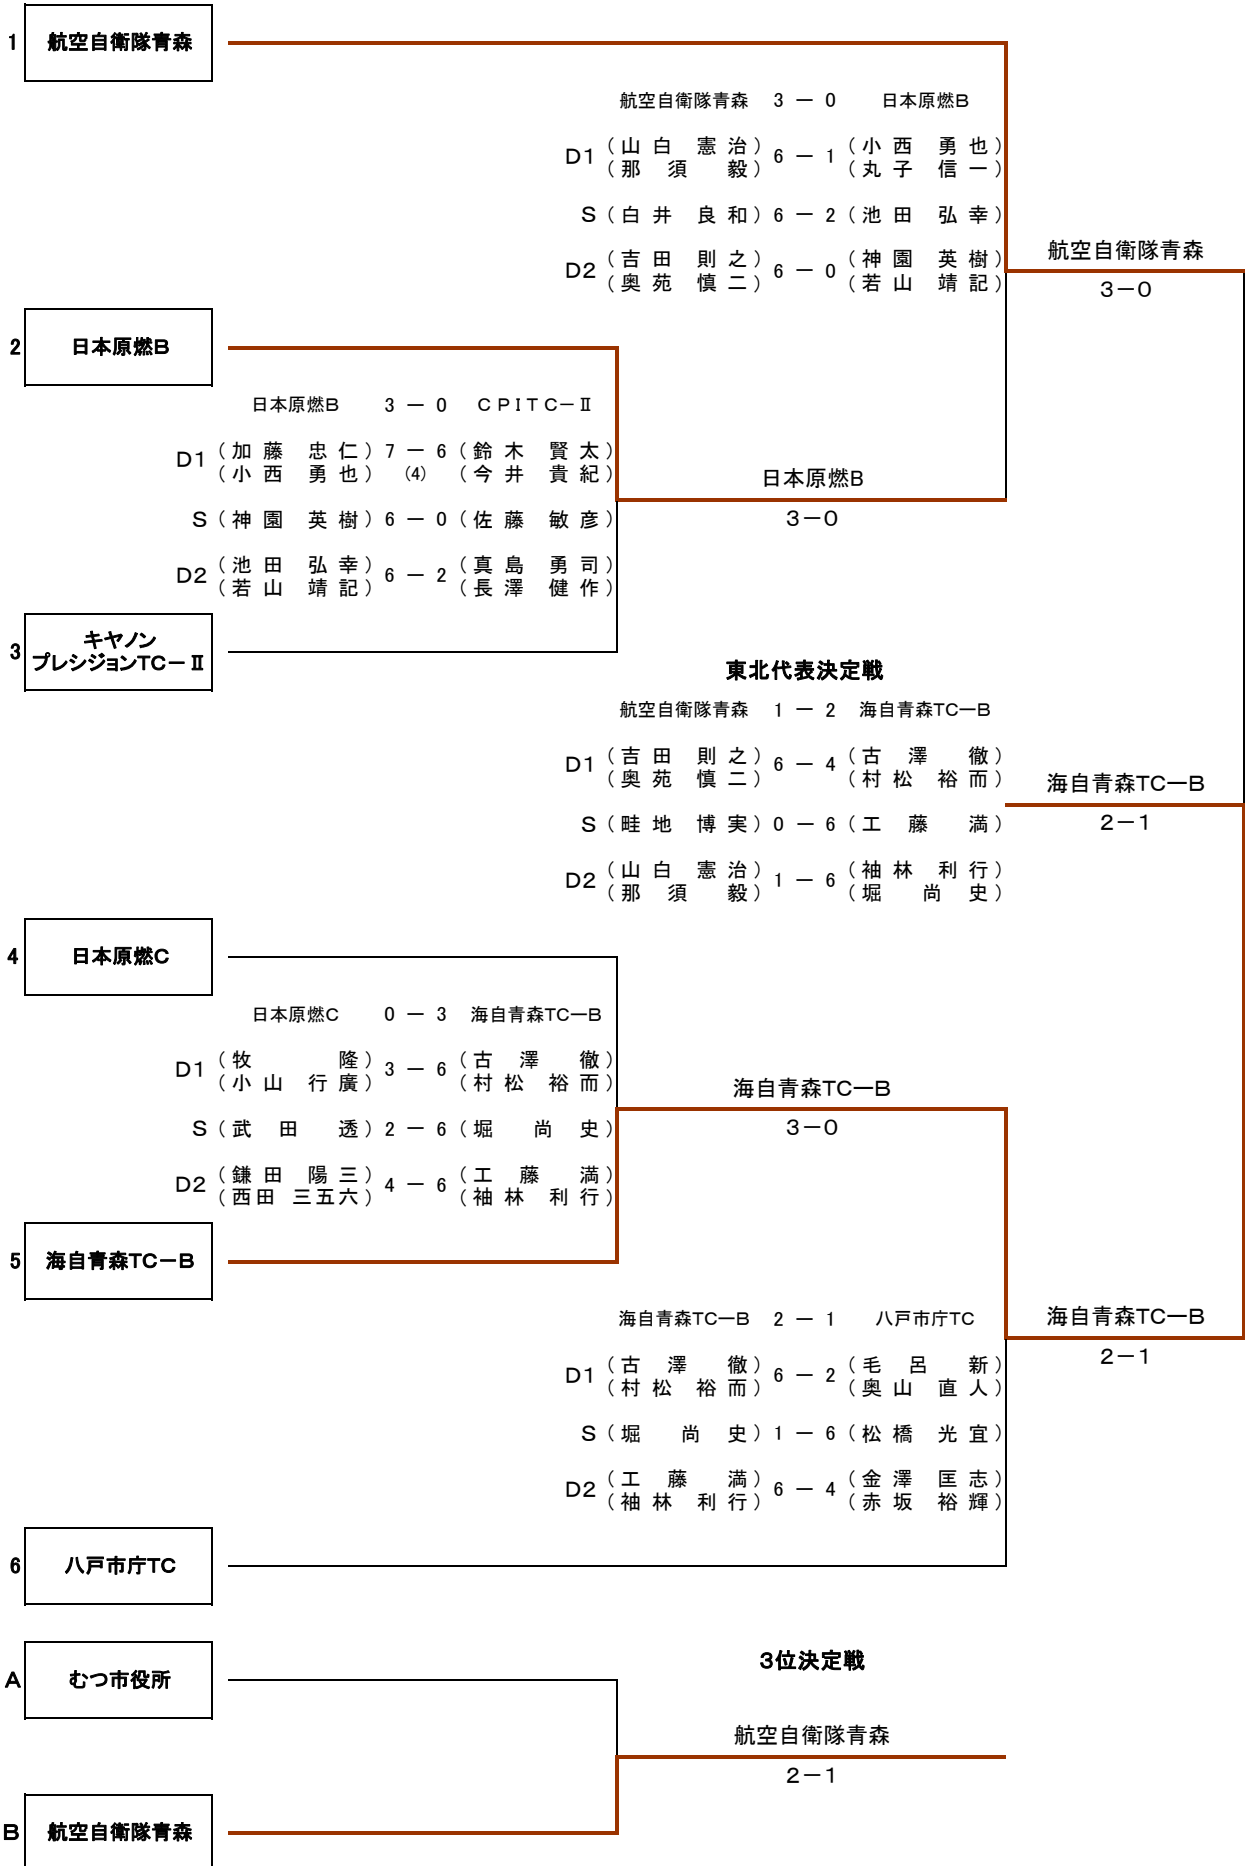 1 航空自衛隊青森
航空自衛隊青森 3 － 0 日本原燃B
D1 (山白 憲治) 6 － 1 (小西 勇也)
(那須 毅) (丸子 信一)
S (白井 良和) 6 － 2 (池田 弘幸)
D2 (吉田 則之) 6 － 0 (神園 英樹)
(奥苑 慎二) (若山 靖記)
航空自衛隊青森
3－0
2 日本原燃B
日本原燃B 3 － 0 CPITC－Ⅱ
D1 (加藤 忠仁) 7 － 6 (鈴木 賢太)
(小西 勇也) (4) (今井 貴紀)
S (神園 英樹) 6 － 0 (佐藤 敏彦)
D2 (池田 弘幸) 6 － 2 (真島 勇司)
(若山 靖記) (長澤 健作)
日本原燃B
3－0
3 キヤノン
プレシジョンTC－Ⅱ
東北代表決定戦
航空自衛隊青森 1 － 2 海自青森TC－B
D1 (吉田 則之) 6 － 4 (古澤 徹)
(奥苑 慎二) (村松 裕而)
S (畦地 博実) 0 － 6 (工藤 満)
D2 (山白 憲治) 1 － 6 (袖林 利行)
(那須 毅) (堀 尚史)
海自青森TC－B
2－1
4 日本原燃C
日本原燃C 0 － 3 海自青森TC－B
D1 (牧 隆) 3 － 6 (古澤 徹)
(小山 行廣) (村松 裕而)
S (武田 透) 2 － 6 (堀 尚史)
D2 (鎌田 陽三) 4 － 6 (工藤 満)
(西田 三五六) (袖林 利行)
海自青森TC－B
3－0
5 海自青森TC－B
海自青森TC－B 2 － 1 八戸市庁TC
D1 (古澤 徹) 6 － 2 (毛呂 新)
(村松 裕而) (奥山 直人)
S (堀 尚史) 1 － 6 (松橋 光宜)
D2 (工藤 満) 6 － 4 (金澤 匡志)
(袖林 利行) (赤坂 裕輝)
海自青森TC－B
2－1
6 八戸市庁TC
3位決定戦
A むつ市役所
航空自衛隊青森
2－1
B 航空自衛隊青森